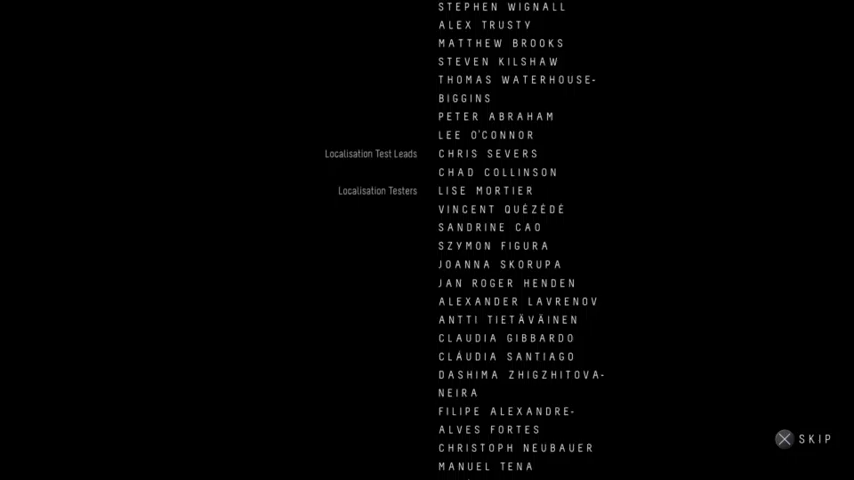 STEPHEN WIGNALL
ALEX TRUSTY
MATTHEW BROOKS
STEVEN KILSHAW
THOMAS WATERHOUSE-
BIGGINS
PETER ABRAHAM
LEE O'CONNOR
Localisation Test Leads CHRIS SEVERS
CHAD COLLINSON
Localisation Testers LISE MORTIER
VINCENT QUÉZÉDÉ
SANDRINE CAO
SZYMON FIGURA
JOANNA SKORUPA
JAN ROGER HENDEN
ALEXANDER LAVRENOV
ANTTI TIETÄVÄINEN
CLAUDIA GIBBARDO
CLÁUDIA SANTIAGO
DASHIMA ZHIGZHITOVA-
NEIRA
FILIPE ALEXANDRE-
ALVES FORTES
CHRISTOPH NEUBAUER
MANUEL TENA
SKIP